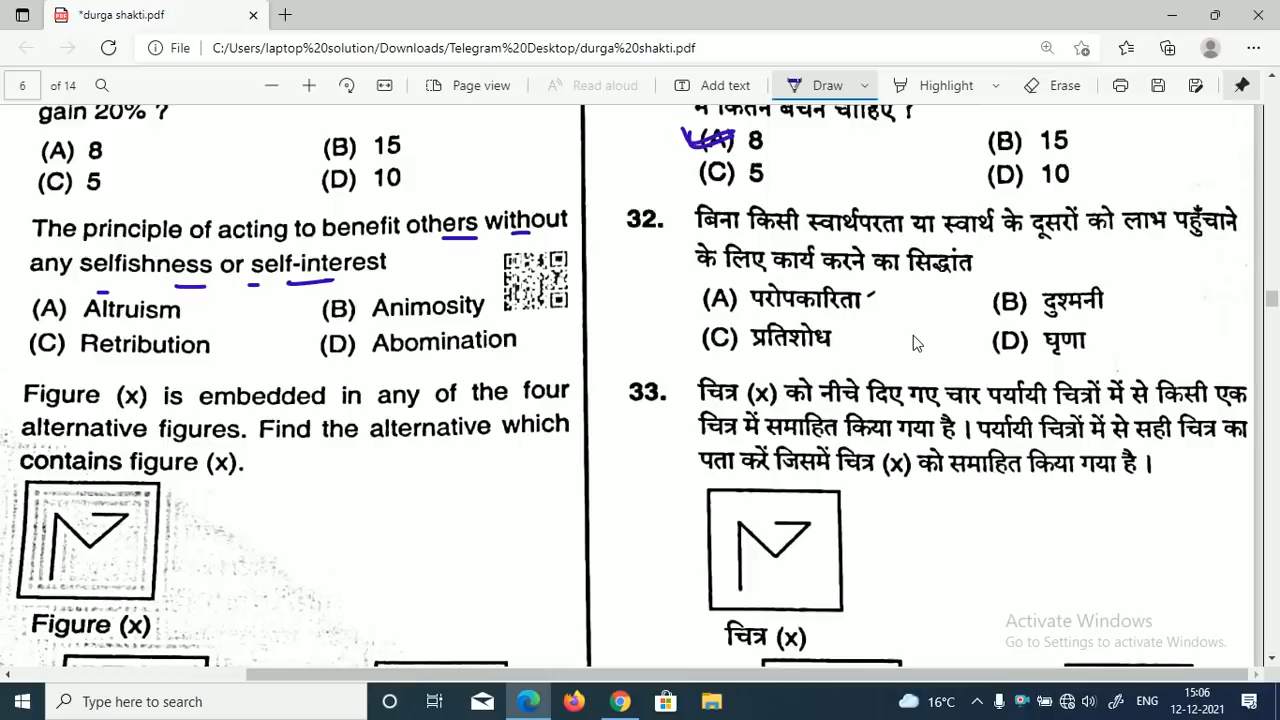 *durga shakti.pdf
File C:/Users/laptop%20solution/Downloads/Telegram%20Desktop/durga%20shakti.pdf
6 of 14 Page view Read aloud Add text Draw Highlight Erase
gain 20% ?
(A) 8 (B) 15
(C) 5 (D) 10
The principle of acting to benefit others without
any selfishness or self-interest
(A) Altruism (B) Animosity
(C) Retribution (D) Abomination
Figure (x) is embedded in any of the four
alternative figures. Find the alternative which
contains figure (x).
Figure (x)
में कितने बेचने चाहिए ?
(A) 8 (B) 15
(C) 5 (D) 10
32. बिना किसी स्वार्थपरता या स्वार्थ के दूसरों को लाभ पहुँचाने
के लिए कार्य करने का सिद्धांत
(A) परोपकारिता (B) दुश्मनी
(C) प्रतिशोध (D) घृणा
33. चित्र (x) को नीचे दिए गए चार पर्यायी चित्रों में से किसी एक
चित्र में समाहित किया गया है । पर्यायी चित्रों में से सही चित्र का
पता करें जिसमें चित्र (x) को समाहित किया गया है ।
चित्र (x)
Activate Windows
Go to Settings to activate Windows.
Type here to search
16°C ENG 15:06
12-12-2021